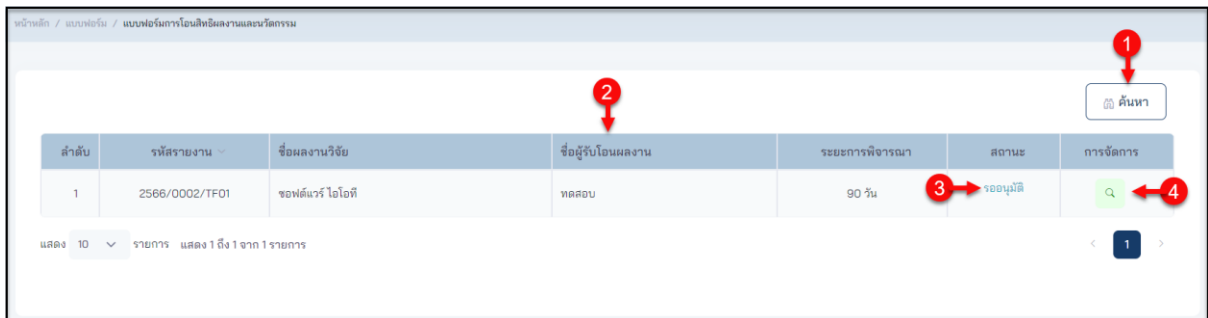 หน้าหลัก / แบบฟอร์ม / แบบฟอร์มการโอนสิทธิผลงานและนวัตกรรม
1
ค้นหา
2
ลำดับ รหัสรายงาน ชื่อผลงานวิจัย ชื่อผู้รับโอนผลงาน ระยะการพิจารณา สถานะ การจัดการ
1 2566/0002/TF01 ซอฟต์แวร์ ไอโอที ทดสอบ 90 วัน 3 รออนุมัติ 4
แสดง 10 รายการ แสดง 1 ถึง 1 จาก 1 รายการ < 1 >